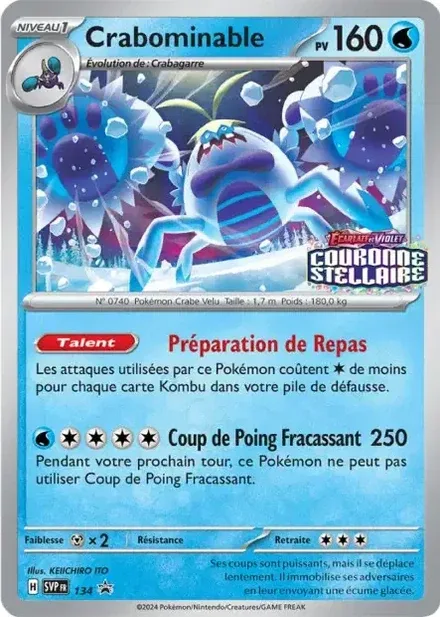 NIVEAU 1
Crabominable
PV 160
Évolution de : Crabagarre
ÉCARLATE ET VIOLET
COURONNE
STELLAIRE
N° 0740 Pokémon Crabe Velu Taille : 1,7 m Poids : 180,0 kg
Talent Préparation de Repas
Les attaques utilisées par ce Pokémon coûtent de moins
pour chaque carte Kombu dans votre pile de défausse.
Coup de Poing Fracassant 250
Pendant votre prochain tour, ce Pokémon ne peut pas
utiliser Coup de Poing Fracassant.
Faiblesse ×2 Résistance Retraite
Illus. KEIICHIRO ITO
H SVP FR 134
Ses coups sont puissants, mais il se déplace
lentement. Il immobilise ses adversaires
en leur envoyant une écume glacée.
©2024 Pokémon/Nintendo/Creatures/GAME FREAK